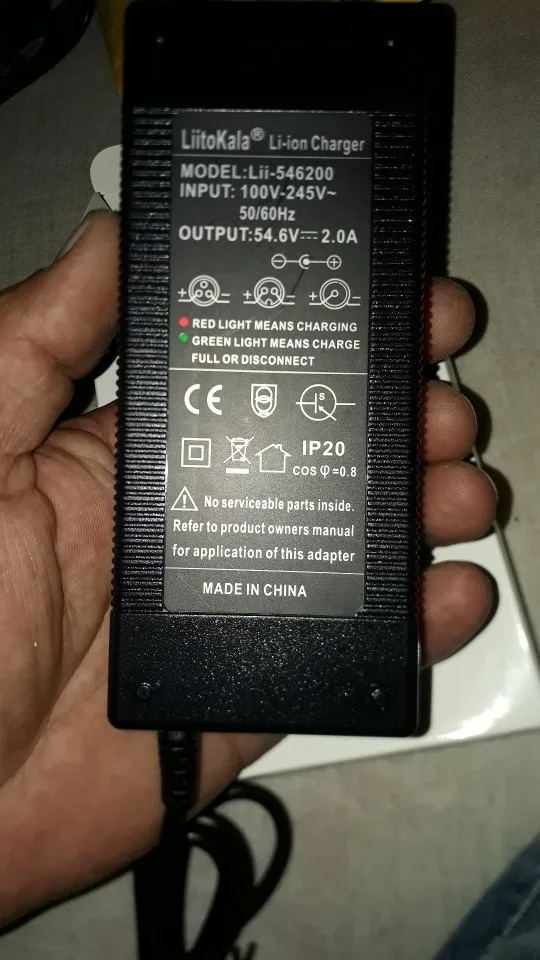 LiitoKala® Li-ion Charger
MODEL:Lii-546200
INPUT: 100V-245V~
50/60Hz
OUTPUT:54.6V⎓2.0A
RED LIGHT MEANS CHARGING
GREEN LIGHT MEANS CHARGE
FULL OR DISCONNECT
CE
S
IP20
COS φ=0.8
No serviceable parts inside.
Refer to product owners manual
for application of this adapter
MADE IN CHINA